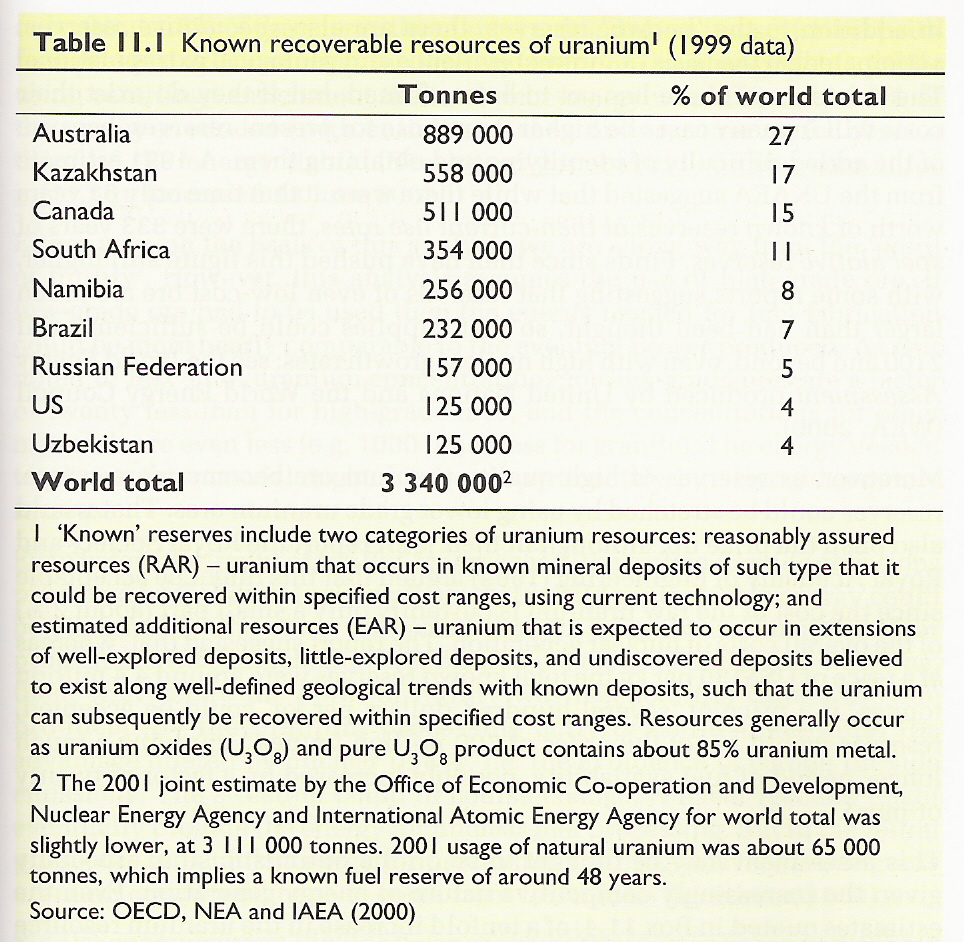 Table 11.1 Known recoverable resources of uranium¹ (1999 data)
Tonnes % of world total
Australia 889 000 27
Kazakhstan 558 000 17
Canada 511 000 15
South Africa 354 000 11
Namibia 256 000 8
Brazil 232 000 7
Russian Federation 157 000 5
US 125 000 4
Uzbekistan 125 000 4
World total 3 340 000²
1 ‘Known’ reserves include two categories of uranium resources: reasonably assured
resources (RAR) – uranium that occurs in known mineral deposits of such type that it
could be recovered within specified cost ranges, using current technology; and
estimated additional resources (EAR) – uranium that is expected to occur in extensions
of well-explored deposits, little-explored deposits, and undiscovered deposits believed
to exist along well-defined geological trends with known deposits, such that the uranium
can subsequently be recovered within specified cost ranges. Resources generally occur
as uranium oxides (U₃O₈) and pure U₃O₈ product contains about 85% uranium metal.
2 The 2001 joint estimate by the Office of Economic Co-operation and Development,
Nuclear Energy Agency and International Atomic Energy Agency for world total was
slightly lower, at 3 111 000 tonnes. 2001 usage of natural uranium was about 65 000
tonnes, which implies a known fuel reserve of around 48 years.
Source: OECD, NEA and IAEA (2000)